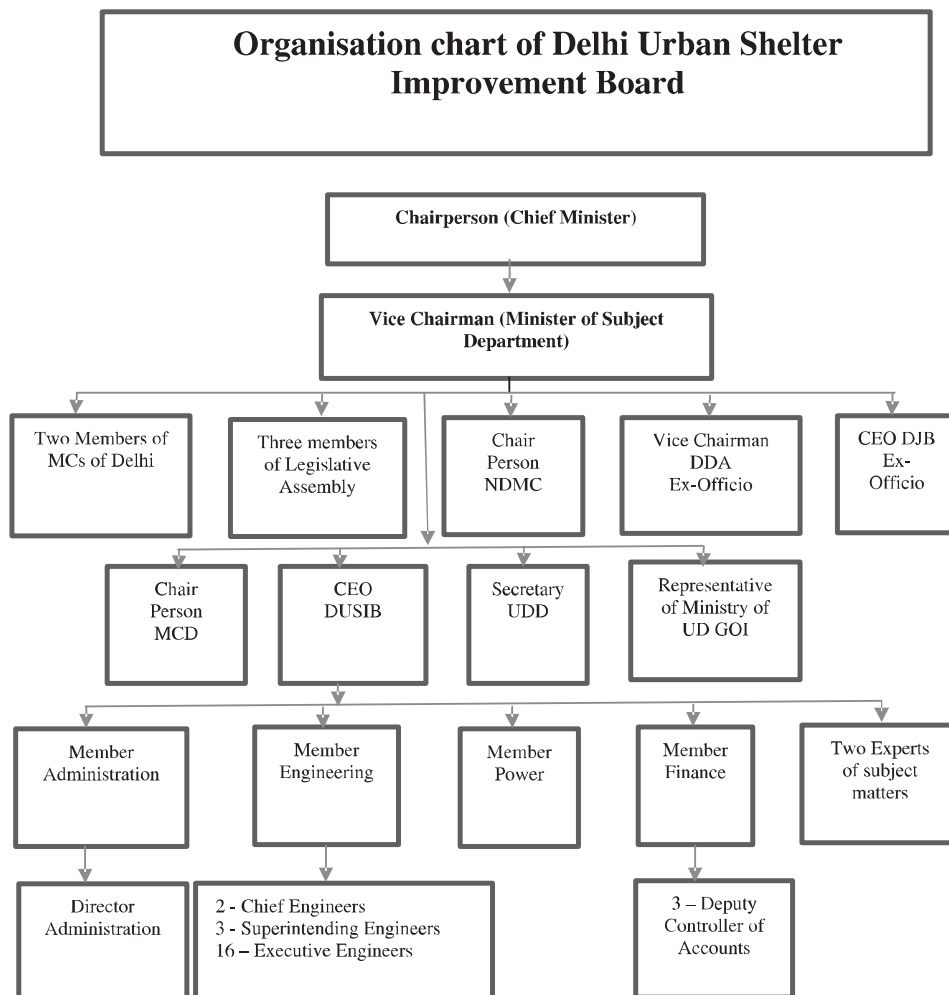 Organisation chart of Delhi Urban Shelter
Improvement Board
Chairperson (Chief Minister)
Vice Chairman (Minister of Subject
Department)
Two Members of
MCs of Delhi
Three members
of Legislative
Assembly
Chair
Person
NDMC
Vice Chairman
DDA
Ex-Officio
CEO DJB
Ex-
Officio
Chair
Person
MCD
CEO
DUSIB
Secretary
UDD
Representative
of Ministry of
UD GOI
Member
Administration
Member
Engineering
Member
Power
Member
Finance
Two Experts
of subject
matters
Director
Administration
2 - Chief Engineers
3 - Superintending Engineers
16 – Executive Engineers
3 – Deputy
Controller of
Accounts